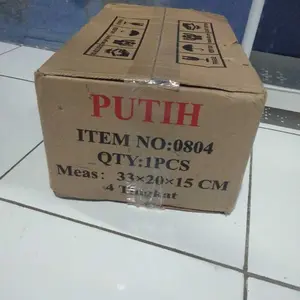 PUTIH
ITEM NO:0804
QTY:1PCS
Meas: 33×20×15 CM
4 Tingkat